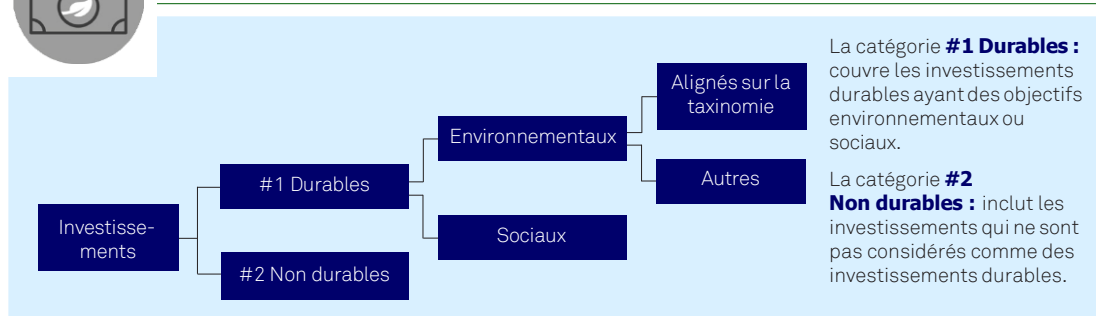 Investisse-
ments
#1 Durables
#2 Non durables
Environnementaux
Sociaux
Alignés sur la
taxinomie
Autres
La catégorie #1 Durables :
couvre les investissements
durables ayant des objectifs
environnementaux ou
sociaux.
La catégorie #2
Non durables : inclut les
investissements qui ne sont
pas considérés comme des
investissements durables.